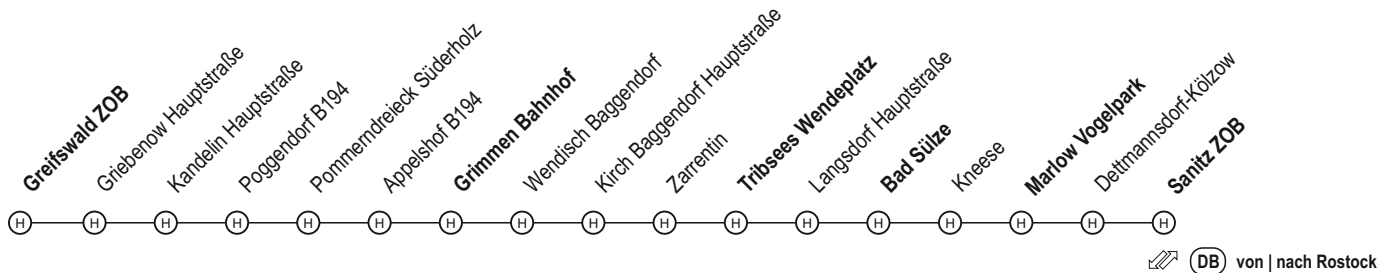 Greifswald ZOB
Griebenow Hauptstraße
Kandelin Hauptstraße
Poggendorf B194
Pommerndreieck Süderholz
Appelshof B194
Grimmen Bahnhof
Wendisch Baggendorf
Kirch Baggendorf Hauptstraße
Zarrentin
Tribsees Wendeplatz
Langsdorf Hauptstraße
Bad Sülze
Kneese
Marlow Vogelpark
Dettmannsdorf-Kölzow
Sanitz ZOB
H H H H H H H H H H H H H H H H H
DB von | nach Rostock